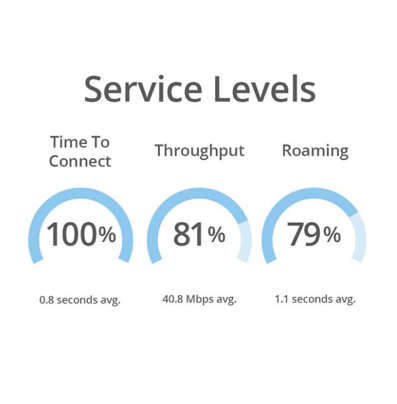 Service Levels
Time To
Connect
Throughput
Roaming
100%
81%
79%
0.8 seconds avg.
40.8 Mbps avg.
1.1 seconds avg.